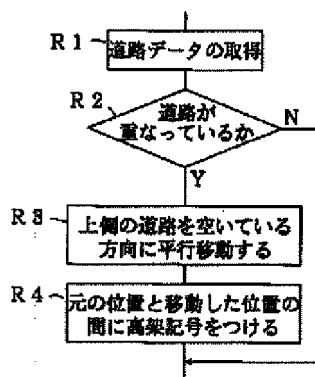 R1
道路データの取得
R2
道路が
重なっているか
N
Y
R3
上側の道路を空いている
方向に平行移動する
R4
元の位置と移動した位置の
間に高架記号をつける